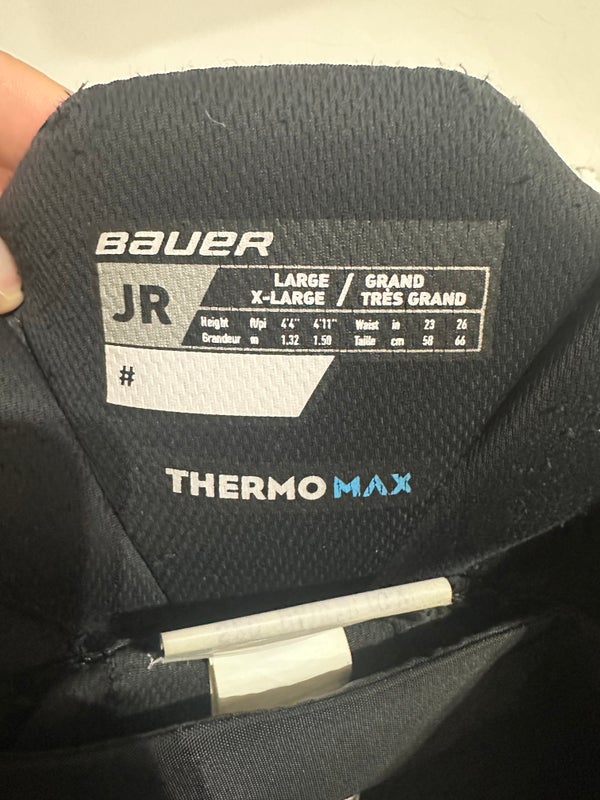 BAUER
JR
LARGE / GRAND
X-LARGE / TRÈS GRAND
Height ft/pi 4'4" 4'11" Waist in 23 26
Grandeur m 1.32 1.50 Taille cm 58 66
#
THERMO MAX